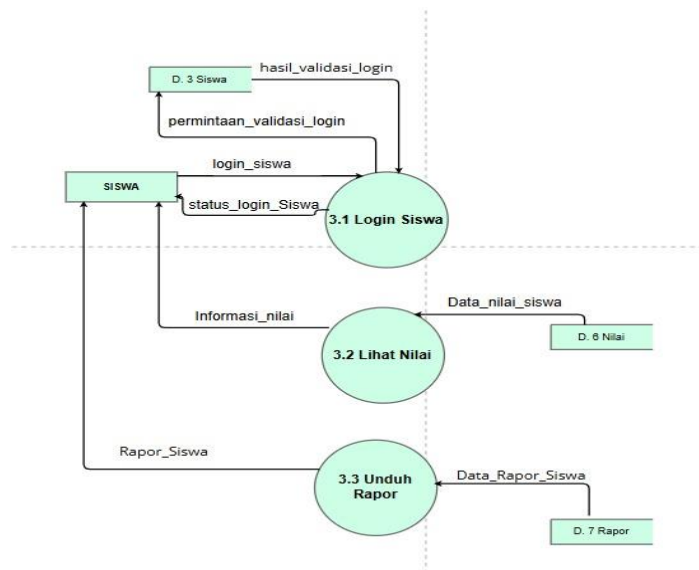 hasil_validasi_login
D. 3 Siswa
permintaan_validasi_login
login_siswa
SISWA
status_login_Siswa
3.1 Login Siswa
Data_nilai_siswa
Informasi_nilai
D. 6 Nilai
3.2 Lihat Nilai
Rapor_Siswa
3.3 Unduh
Rapor
Data_Rapor_Siswa
D. 7 Rapor